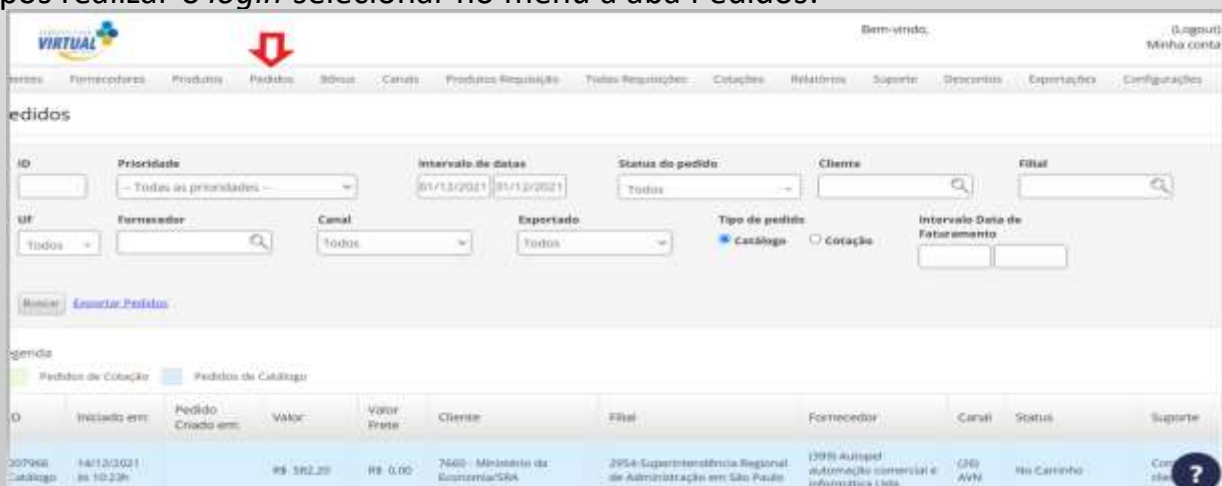 pós realizar o login selecionar no menu a aba Pedidos.
VIRTUAL
Bem-vindo,
(Logout)
Minha conta
Fornecedores Produtos Pedidos Bônus Canais Produtos Requisição Todas Requisições Cotações Relatórios Suporte Descontos Exportações Configurações
edidos
ID Prioridade Intervalo de datas Status do pedido Cliente Filial
-- Todas as prioridades -- 01/12/2021 31/12/2021 Todos
UF Fornecedor Canal Exportado Tipo de pedido Intervalo Data de
Faturamento
Todos Todos Todos Catálogo Cotação
Buscar Exportar Pedidos
egenda
Pedidos de Cotação Pedidos de Catálogo
D Iniciado em: Pedido
Criado em: Valor Valor
Frete Cliente Filial Fornecedor Canal Status Suporte
207966 14/12/2021 7660 - Ministério da 2954-Superintendência Regional (399) Autopel
Catálogo às 10:23h R$ 582,20 R$ 0,00 Economia/SRA de Administração em São Paulo automação comercial e (26) No Carrinho
informática Ltda AVN
?